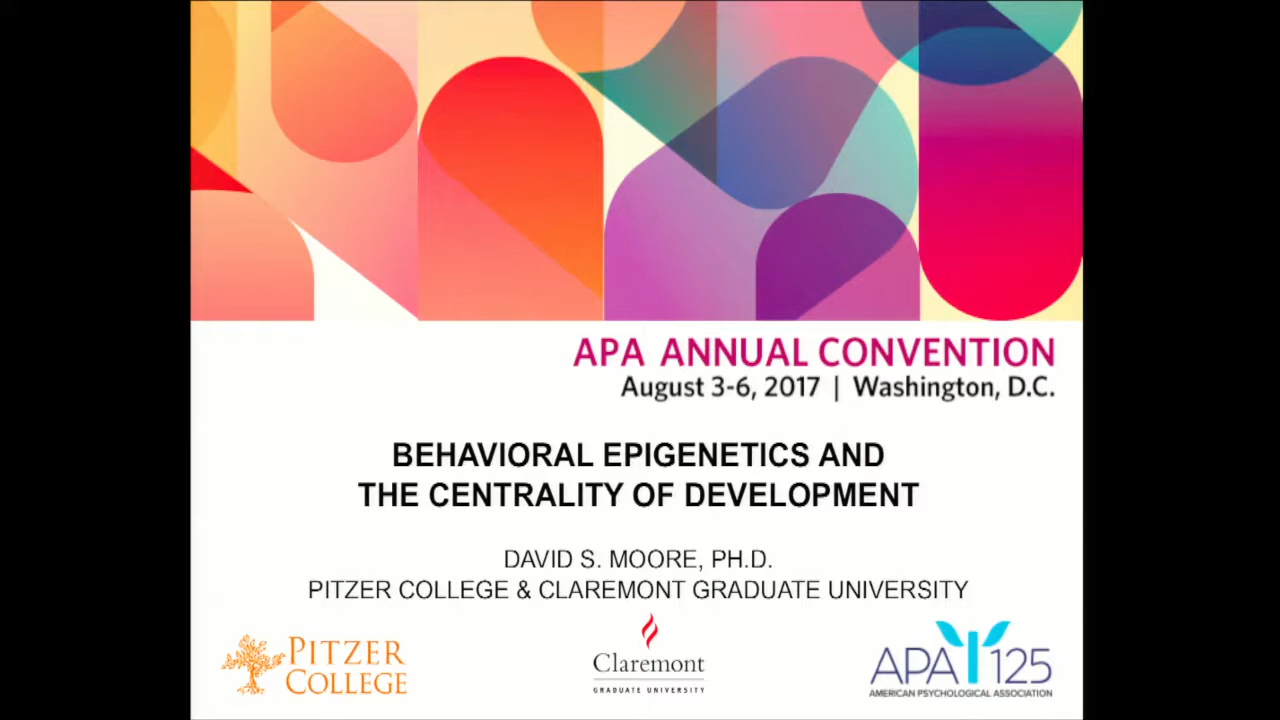 APA ANNUAL CONVENTION
August 3-6, 2017 | Washington, D.C.
BEHAVIORAL EPIGENETICS AND
THE CENTRALITY OF DEVELOPMENT
DAVID S. MOORE, PH.D.
PITZER COLLEGE & CLAREMONT GRADUATE UNIVERSITY
PITZER
COLLEGE
Claremont
GRADUATE UNIVERSITY
APA 125
AMERICAN PSYCHOLOGICAL ASSOCIATION